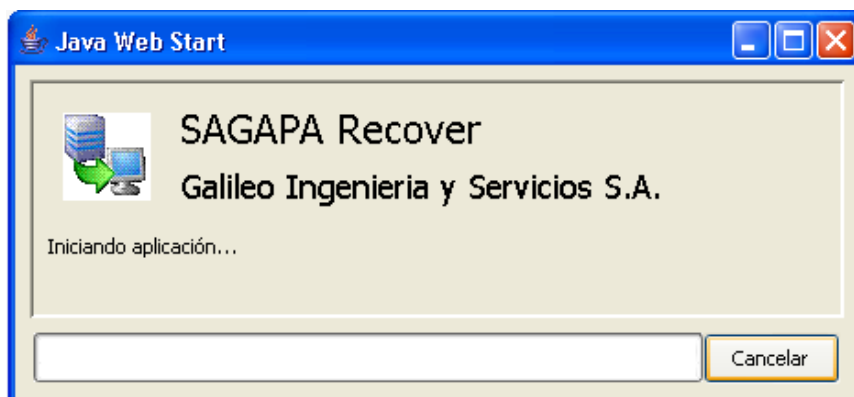 Java Web Start
SAGAPA Recover
Galileo Ingenieria y Servicios S.A.
Iniciando aplicación...
Cancelar